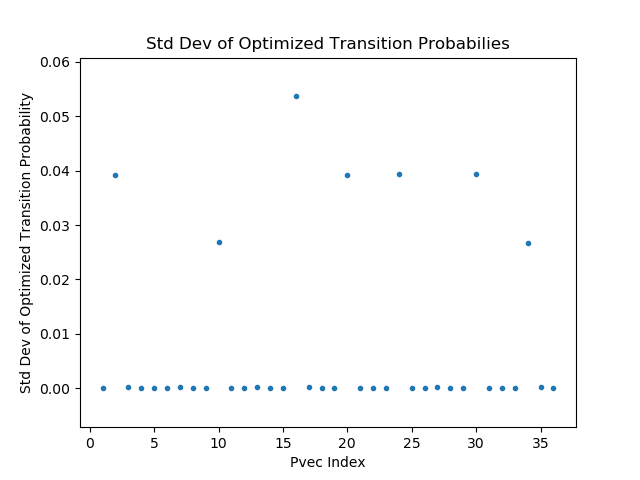 Std Dev of Optimized Transition Probabilies
Std Dev of Optimized Transition Probability
0.06
0.05
0.04
0.03
0.02
0.01
0.00
0 5 10 15 20 25 30 35
Pvec Index